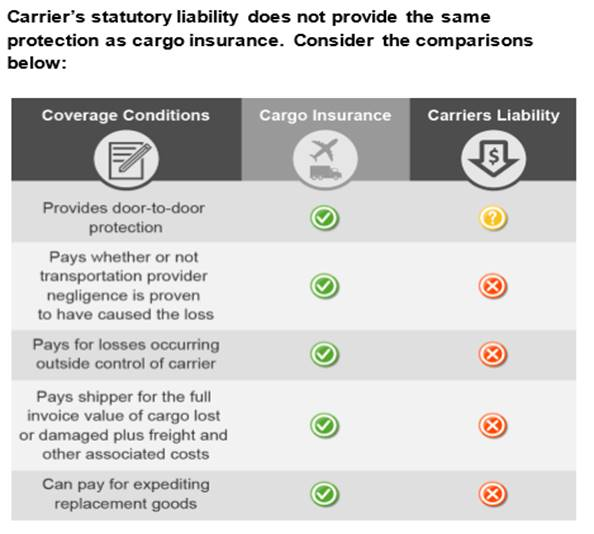 Carrier's statutory liability does not provide the same
protection as cargo insurance. Consider the comparisons
below:
Coverage Conditions
Cargo Insurance
Carriers Liability
$
Provides door-to-door
protection
?
Pays whether or not
transportation provider
negligence is proven
to have caused the loss
Pays for losses occurring
outside control of carrier
Pays shipper for the full
invoice value of cargo lost
or damaged plus freight and
other associated costs
Can pay for expediting
replacement goods